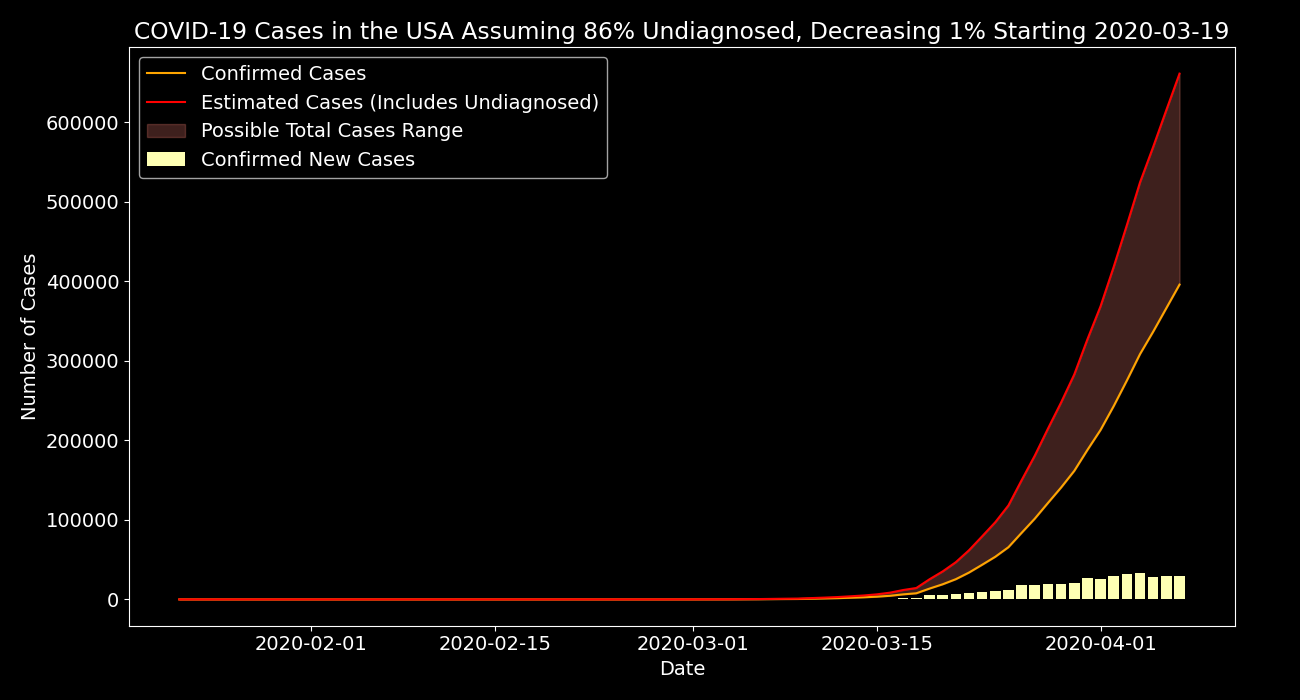 COVID-19 Cases in the USA Assuming 86% Undiagnosed, Decreasing 1% Starting 2020-03-19
Confirmed Cases
Estimated Cases (Includes Undiagnosed)
Possible Total Cases Range
Confirmed New Cases
600000
500000
400000
300000
200000
100000
0
Number of Cases
2020-02-01 2020-02-15 2020-03-01 2020-03-15 2020-04-01
Date